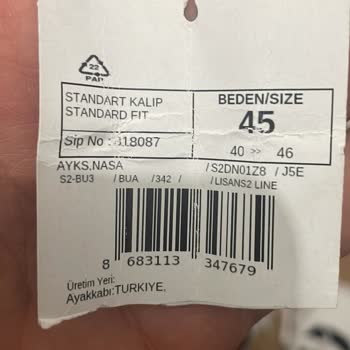 22
PAP
STANDART KALIP
STANDARD FIT
BEDEN/SIZE
45
Sip No : 418087
40 >> 46
AYKS.NASA / S2DN01Z8 / J5E
S2-BU3 / BUA / 342 / / LISANS2 LINE
8 683113 347679
Üretim Yeri:
Ayakkabı:TURKIYE.